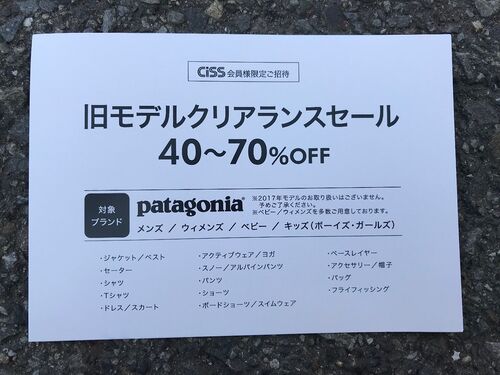 CiSS 会員様限定ご招待
旧モデルクリアランスセール
40～70%OFF
対象
ブランド
patagonia®
※2017年モデルのお取り扱いはございません。
予めご了承ください。
※ベビー／ウィメンズを多数ご用意しております。
メンズ ／ ウィメンズ ／ ベビー ／ キッズ（ボーイズ・ガールズ）
・ジャケット／ベスト
・セーター
・シャツ
・Tシャツ
・ドレス／スカート
・アクティブウェア／ヨガ
・スノー／アルパインパンツ
・パンツ
・ショーツ
・ボードショーツ／スイムウェア
・ベースレイヤー
・アクセサリー／帽子
・バッグ
・フライフィッシング